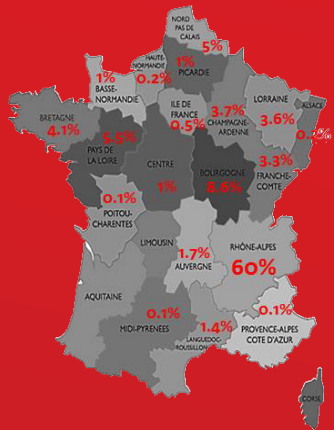 NORD
PAS DE
CALAIS
5%
HAUTE-
NORMANDIE
0.2%
1%
PICARDIE
1%
BASSE-
NORMANDIE
ILE DE
FRANCE
0.5%
3.7%
CHAMPAGNE-
ARDENNE
LORRAINE
3.6%
ALSACE
BRETAGNE
4.1%
5.5%
PAYS DE
LA LOIRE
CENTRE
1%
BOURGOGNE
8.6%
3.3%
FRANCHE-
COMTE
0.1%
POITOU-
CHARENTES
LIMOUSIN
1.7%
AUVERGNE
RHÔNE-ALPES
60%
AQUITAINE
0.1%
MIDI-PYRENÉES
1.4%
LANGUEDOC-
ROUSSILLON
0.1%
PROVENCE-ALPES
COTE D'AZUR
CORSE